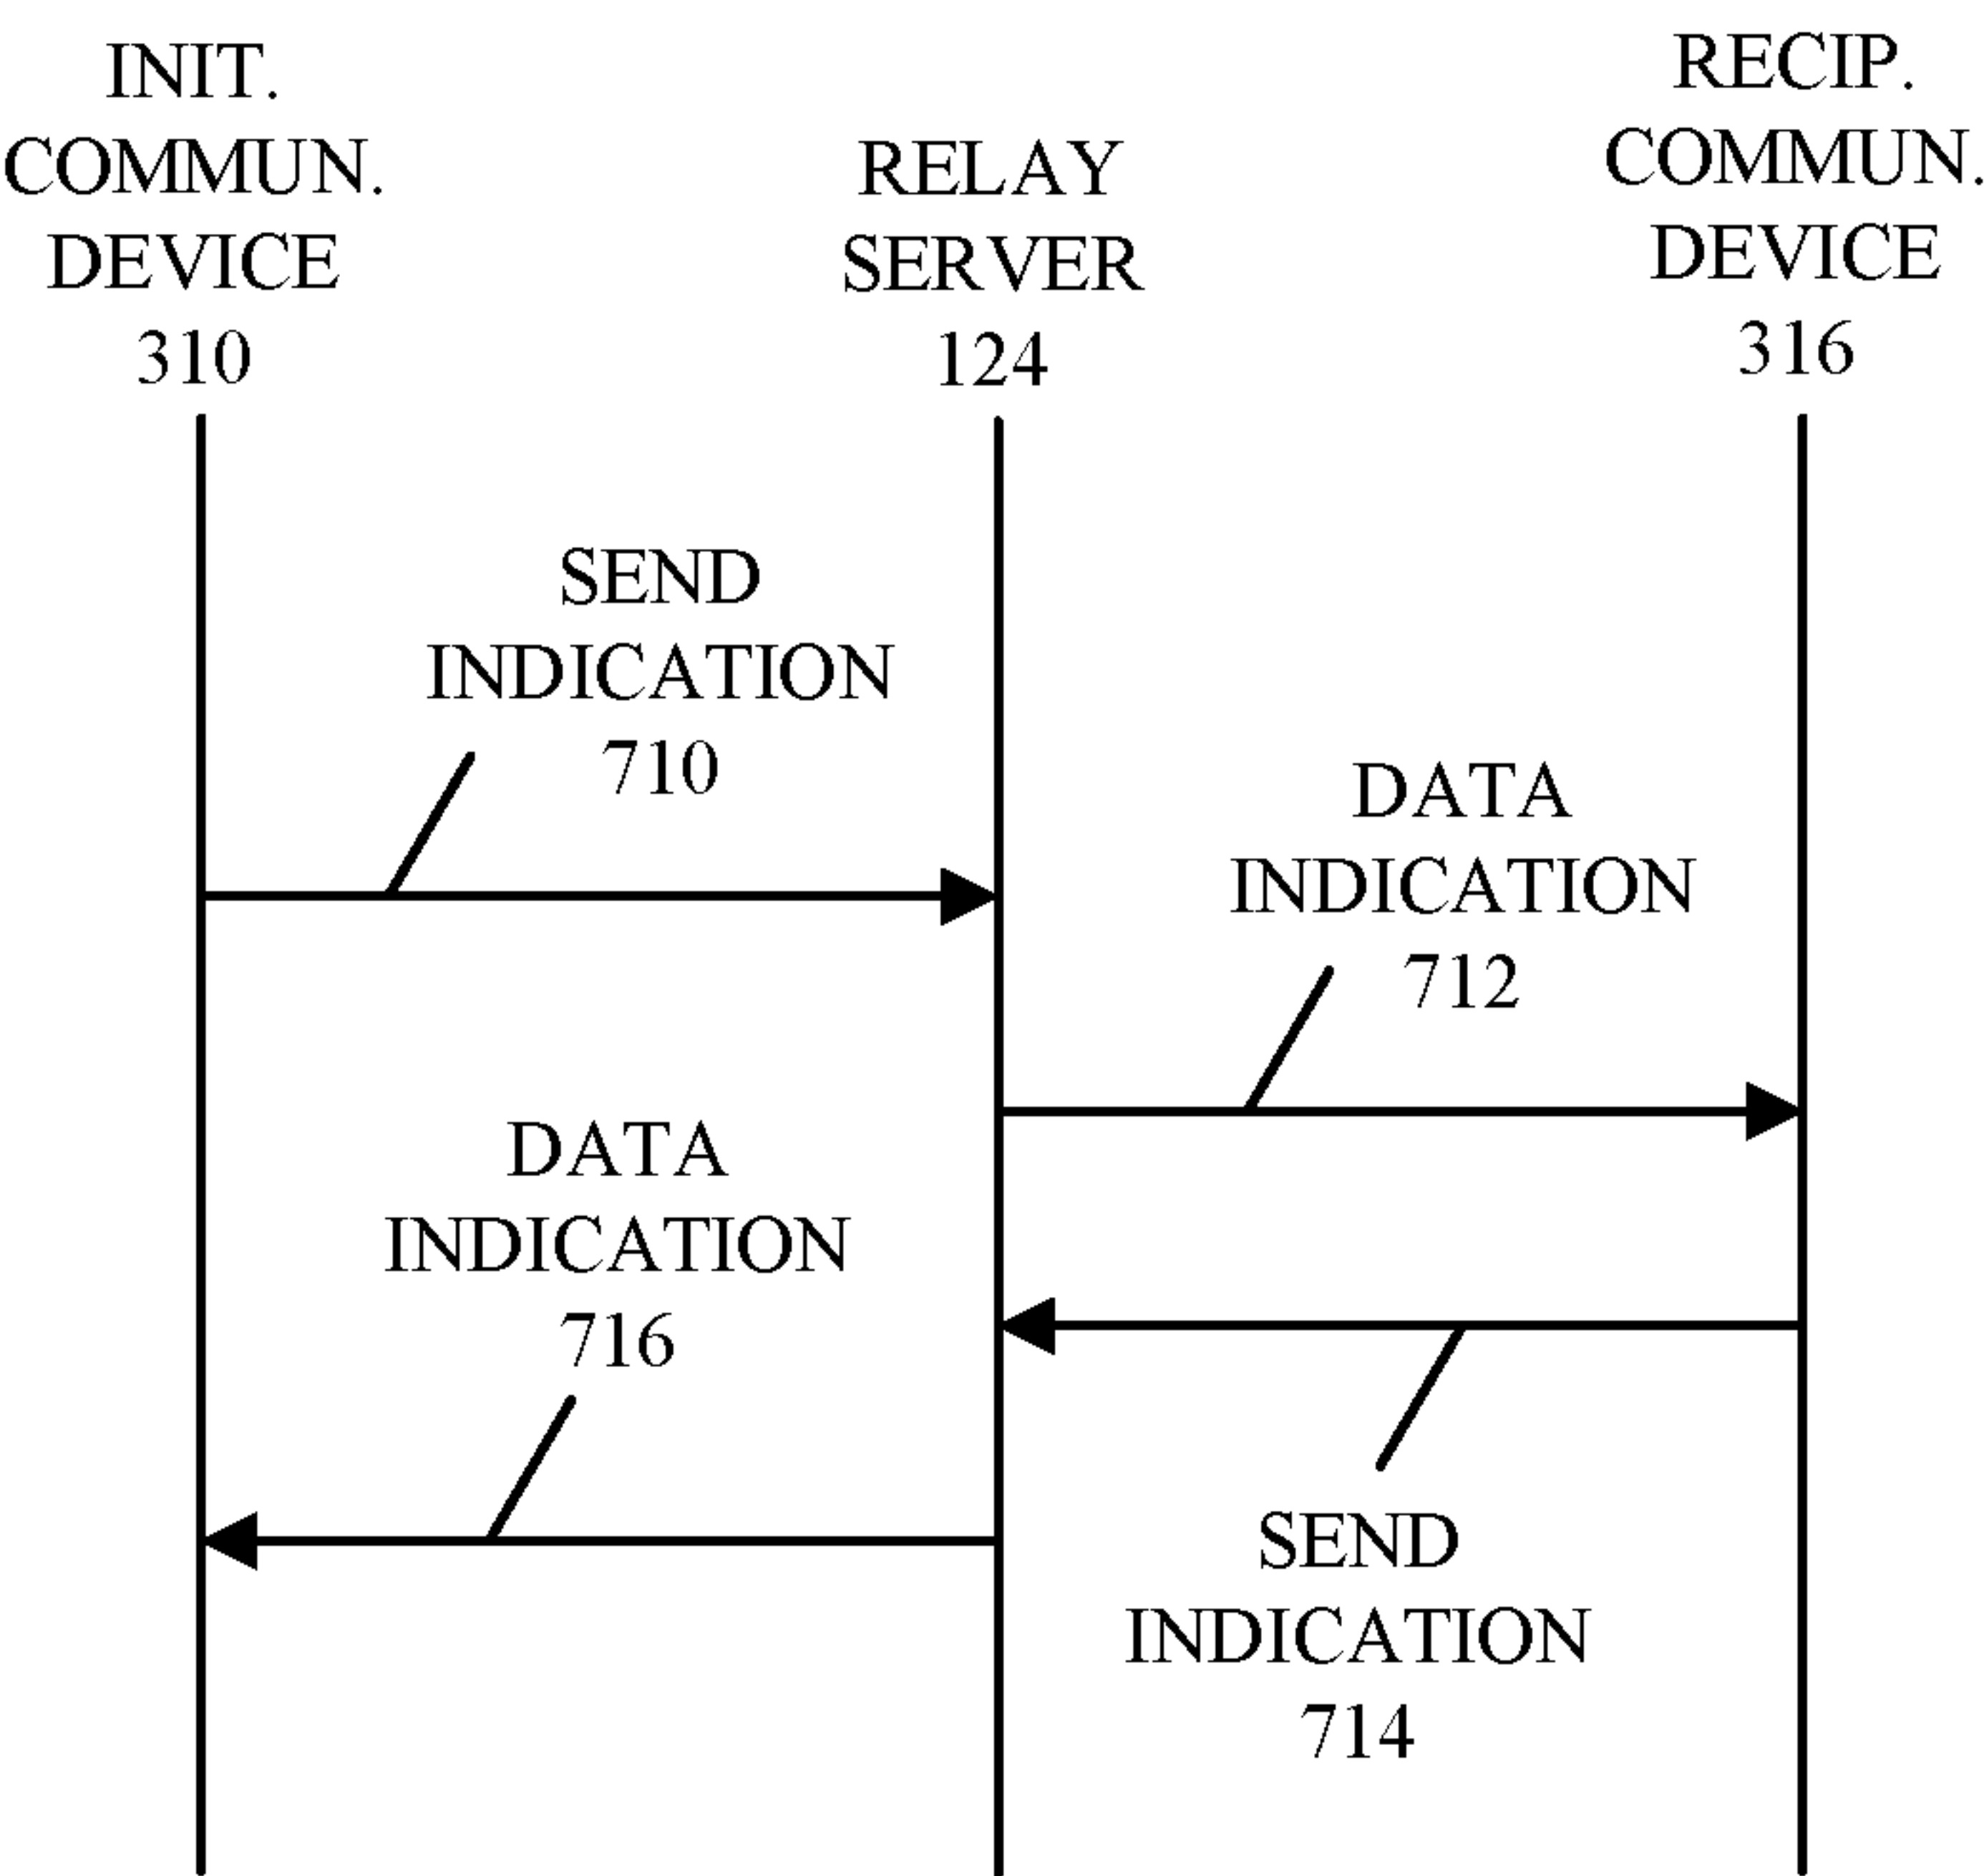 INIT.
COMMUN.
DEVICE
310
RELAY
SERVER
124
RECIP.
COMMUN.
DEVICE
316
SEND
INDICATION
710
DATA
INDICATION
712
DATA
INDICATION
716
SEND
INDICATION
714